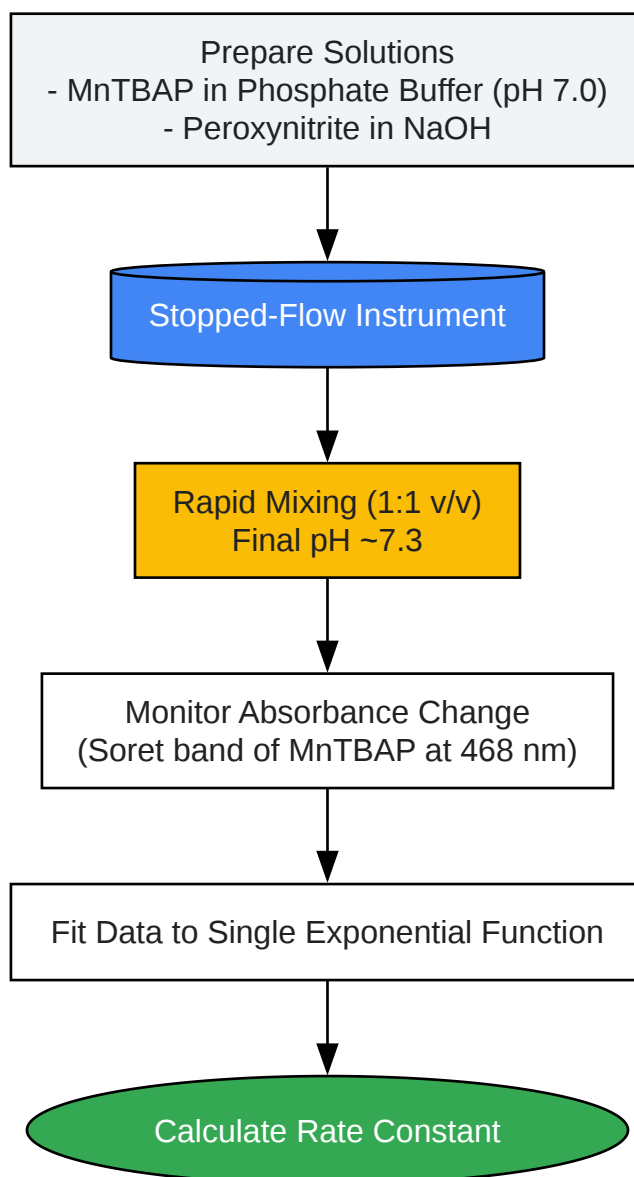 Prepare Solutions
- MnTBAP in Phosphate Buffer (pH 7.0)
- Peroxynitrite in NaOH
Stopped-Flow Instrument
Rapid Mixing (1:1 v/v)
Final pH ~7.3
Monitor Absorbance Change
(Soret band of MnTBAP at 468 nm)
Fit Data to Single Exponential Function
Calculate Rate Constant